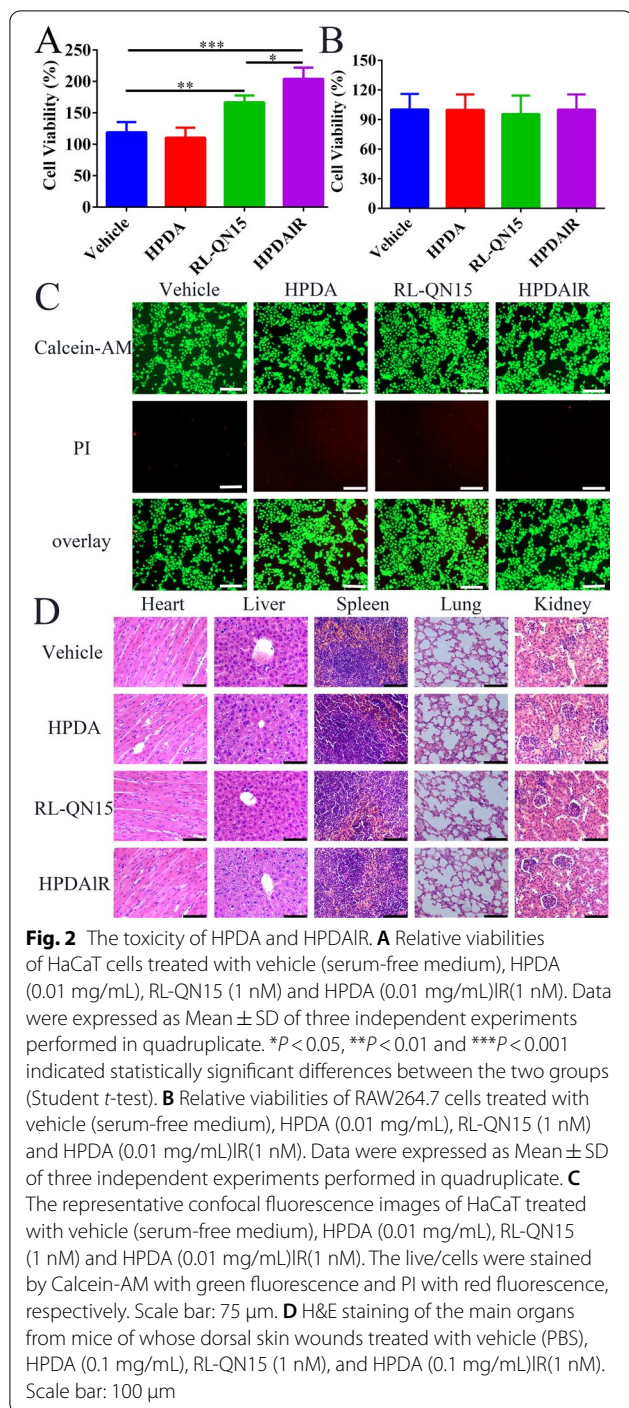 A
B
***
*
**
Cell Viability (%)
250
200
150
100
50
0
Vehicle
HPDA
RL-QN15
HPDAlR
Cell Viability (%)
150
120
90
60
30
0
Vehicle
HPDA
RL-QN15
HPDAlR
C
Vehicle HPDA RL-QN15 HPDAlR
Calcein-AM
PI
overlay
D
Heart Liver Spleen Lung Kidney
Vehicle
HPDA
RL-QN15
HPDAlR
Fig. 2 The toxicity of HPDA and HPDAlR. A Relative viabilities
of HaCaT cells treated with vehicle (serum-free medium), HPDA
(0.01 mg/mL), RL-QN15 (1 nM) and HPDA (0.01 mg/mL)lR(1 nM). Data
were expressed as Mean ± SD of three independent experiments
performed in quadruplicate. *P < 0.05, **P < 0.01 and ***P < 0.001
indicated statistically significant differences between the two groups
(Student t-test). B Relative viabilities of RAW264.7 cells treated with
vehicle (serum-free medium), HPDA (0.01 mg/mL), RL-QN15 (1 nM)
and HPDA (0.01 mg/mL)lR(1 nM). Data were expressed as Mean ± SD
of three independent experiments performed in quadruplicate. C
The representative confocal fluorescence images of HaCaT treated
with vehicle (serum-free medium), HPDA (0.01 mg/mL), RL-QN15
(1 nM) and HPDA (0.01 mg/mL)lR(1 nM). The live/cells were stained
by Calcein-AM with green fluorescence and PI with red fluorescence,
respectively. Scale bar: 75 μm. D H&E staining of the main organs
from mice of whose dorsal skin wounds treated with vehicle (PBS),
HPDA (0.1 mg/mL), RL-QN15 (1 nM), and HPDA (0.1 mg/mL)lR(1 nM).
Scale bar: 100 μm